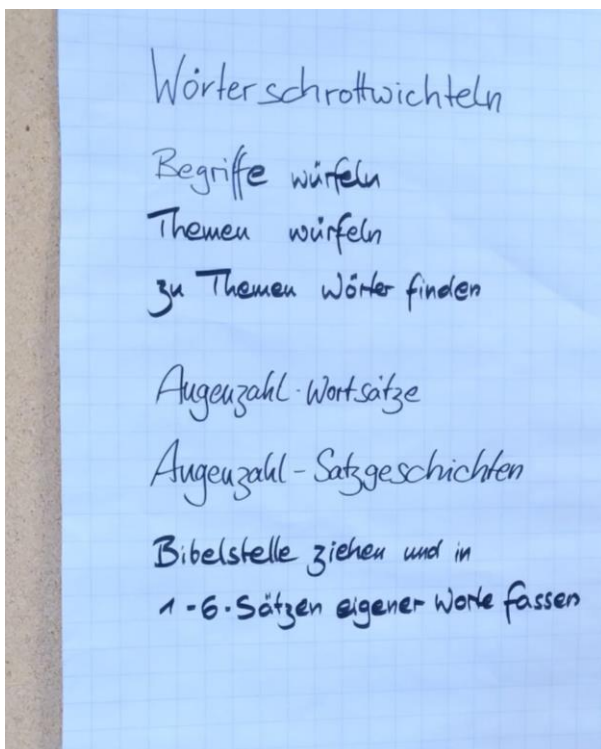 Wörterschrottwichteln
Begriffe würfeln
Themen würfeln
zu Themen Wörter finden
Augenzahl-Wortsätze
Augenzahl-Satzgeschichten
Bibelstelle ziehen und in
1-6-Sätzen eigener Worte fassen